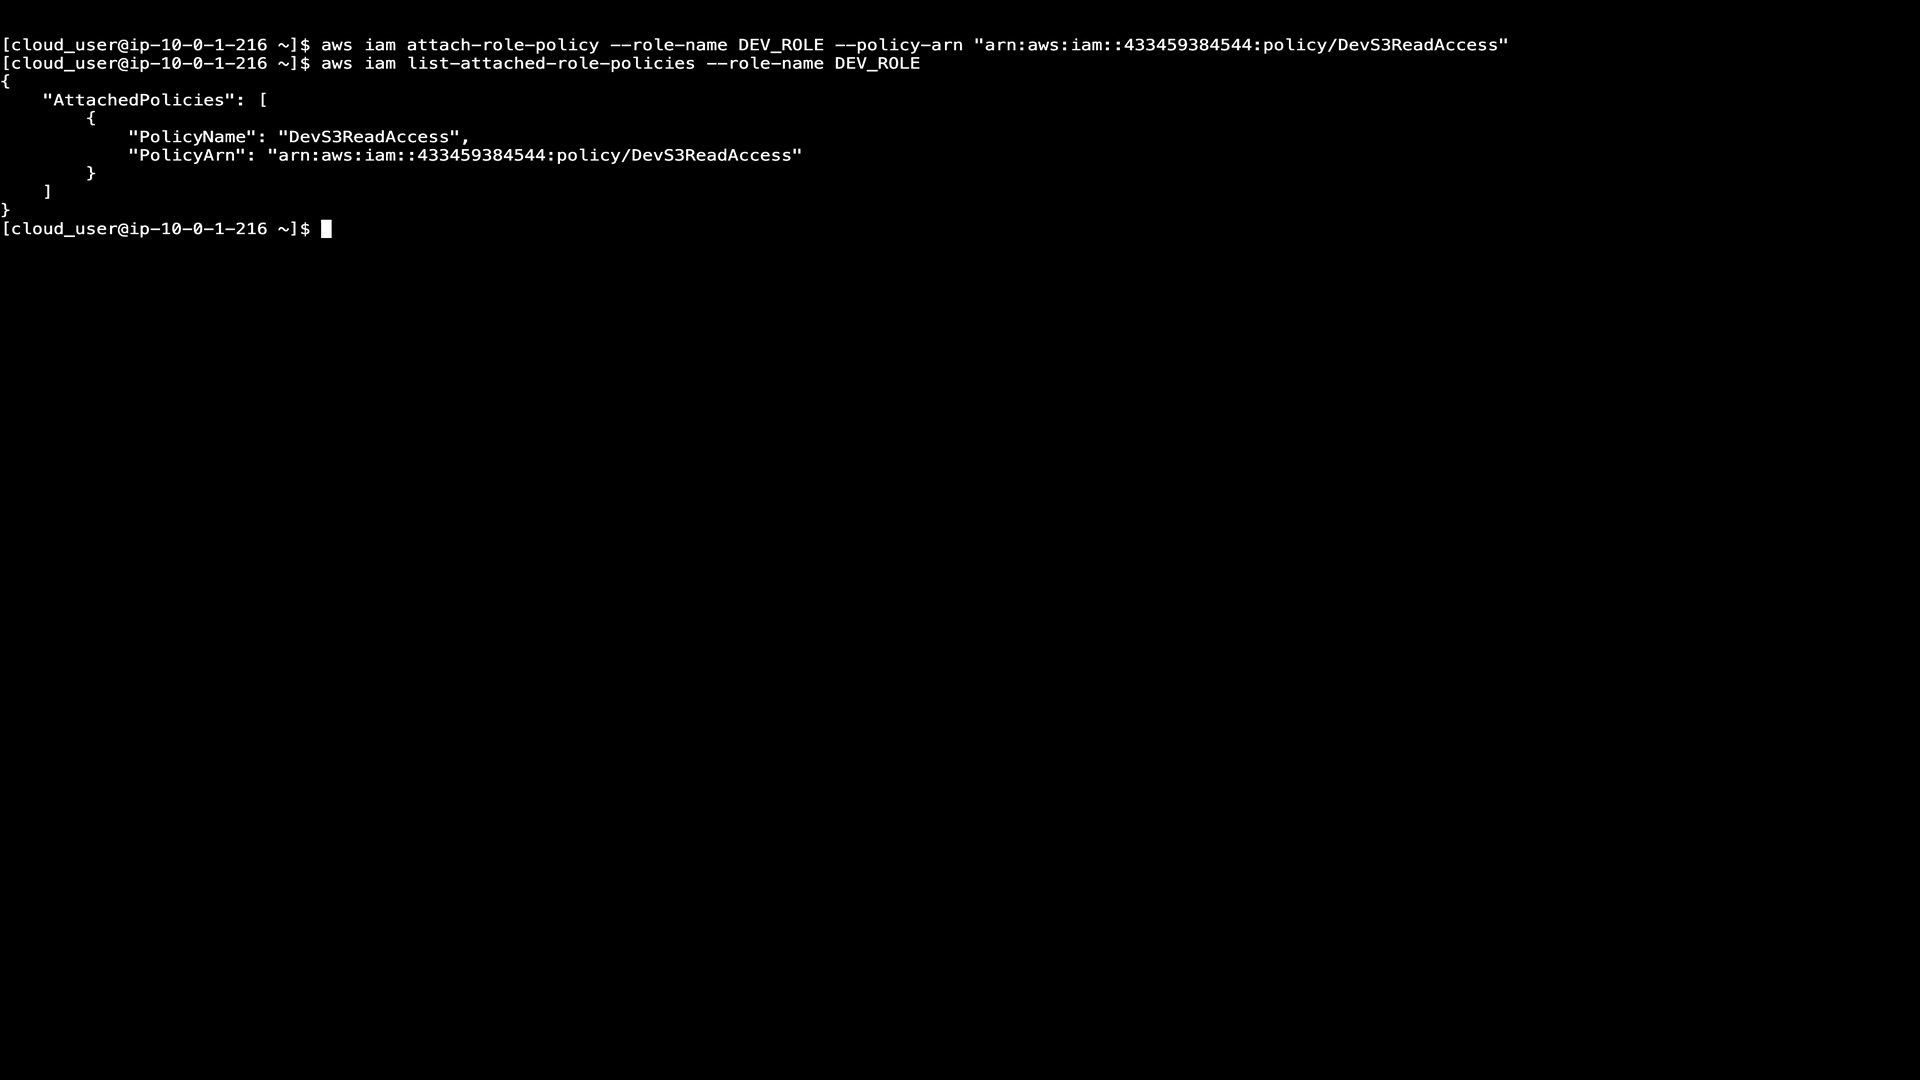 [cloud_user@ip-10-0-1-216 ~]$ aws iam attach-role-policy --role-name DEV_ROLE --policy-arn "arn:aws:iam::433459384544:policy/DevS3ReadAccess"
[cloud_user@ip-10-0-1-216 ~]$ aws iam list-attached-role-policies --role-name DEV_ROLE
{
    "AttachedPolicies": [
        {
            "PolicyName": "DevS3ReadAccess",
            "PolicyArn": "arn:aws:iam::433459384544:policy/DevS3ReadAccess"
        }
    ]
}
[cloud_user@ip-10-0-1-216 ~]$